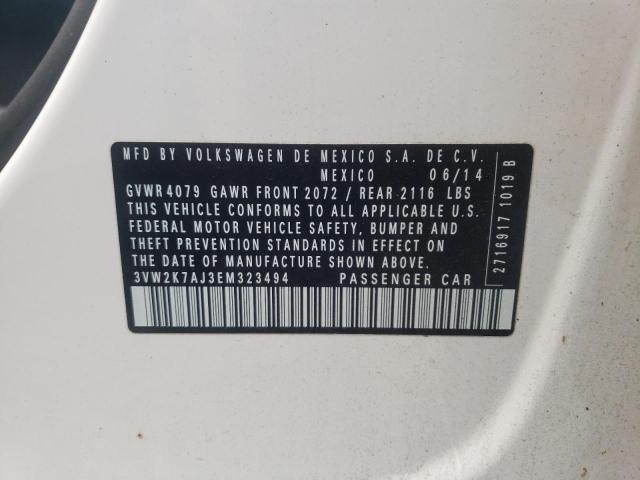 MFD BY VOLKSWAGEN DE MEXICO S.A. DE C.V.
MEXICO 06/14
GVWR 4079 GAWR FRONT 2072 / REAR 2116 LBS
THIS VEHICLE CONFORMS TO ALL APPLICABLE U.S.
FEDERAL MOTOR VEHICLE SAFETY, BUMPER AND
THEFT PREVENTION STANDARDS IN EFFECT ON
THE DATE OF MANUFACTURE SHOWN ABOVE.
3VW2K7AJ3EM323494 PASSENGER CAR
2716917 1019 B